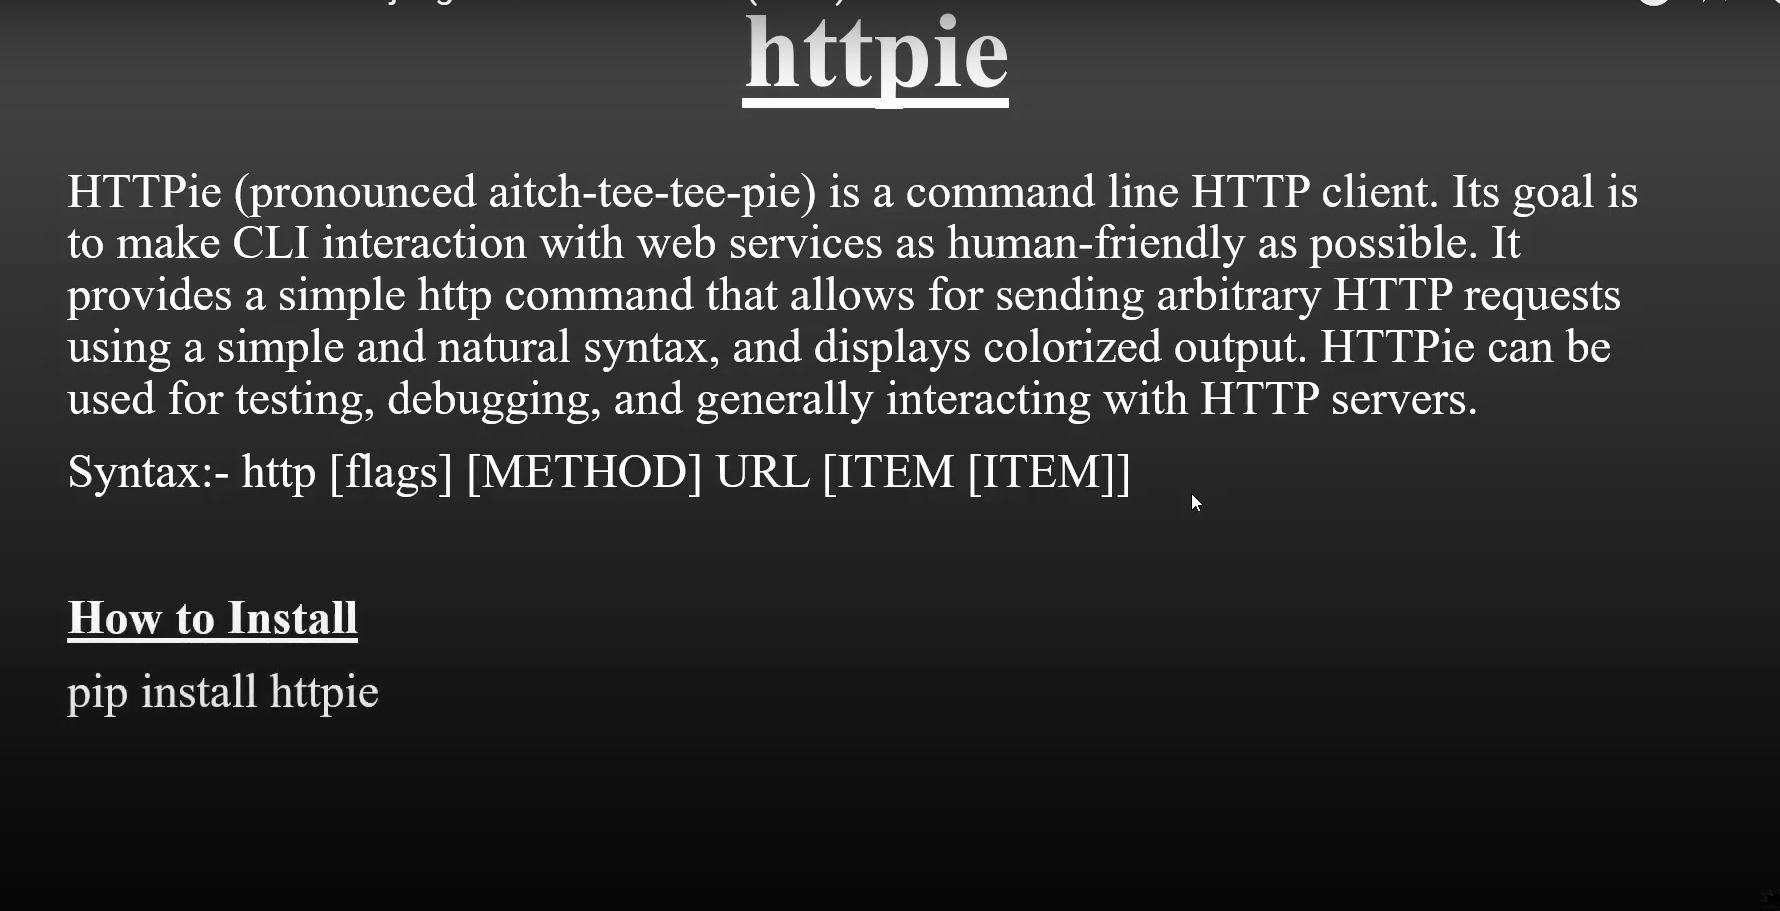 httpie
HTTPie (pronounced aitch-tee-tee-pie) is a command line HTTP client. Its goal is
to make CLI interaction with web services as human-friendly as possible. It
provides a simple http command that allows for sending arbitrary HTTP requests
using a simple and natural syntax, and displays colorized output. HTTPie can be
used for testing, debugging, and generally interacting with HTTP servers.
Syntax:- http [flags] [METHOD] URL [ITEM [ITEM]]
How to Install
pip install httpie